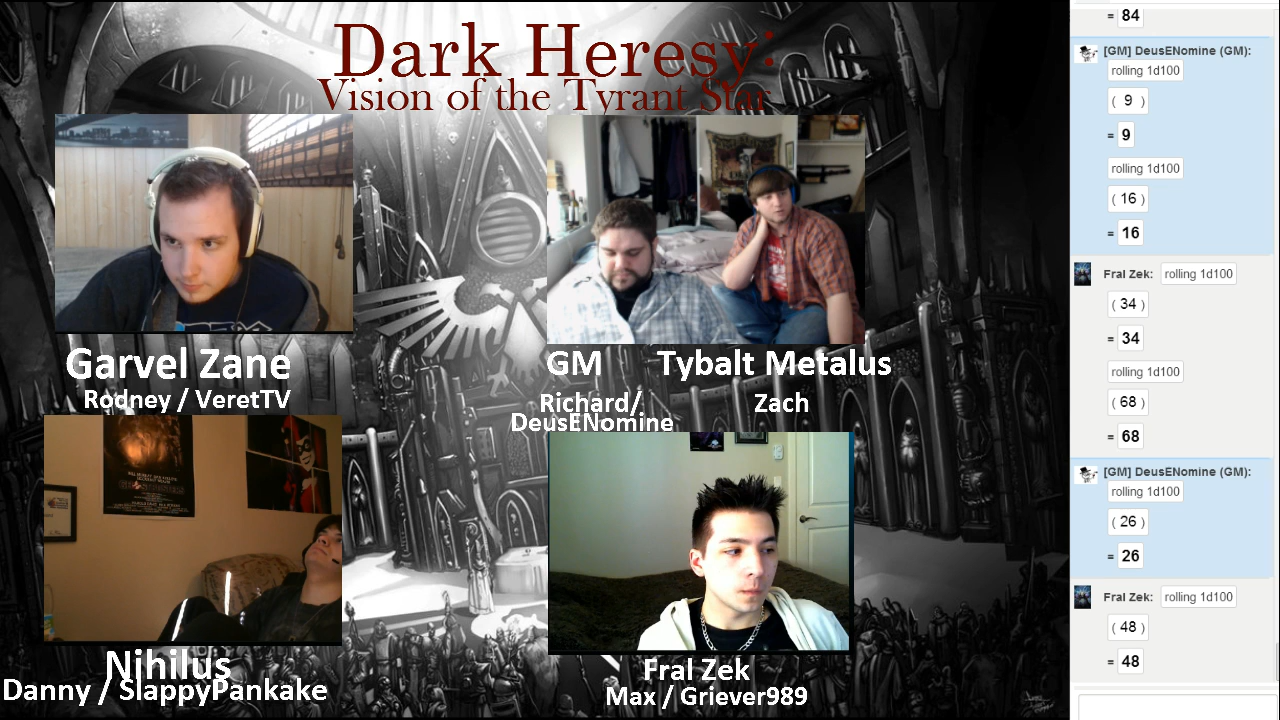 Dark Heresy:
Vision of the Tyrant Star
Garvel Zane
Rodney / VeretTV
GM
Richard/
DeusENomine
Tybalt Metalus
Zach
Nihilus
Danny / SlappyPankake
Fral Zek
Max / Griever989
= 84
[GM] DeusENomine (GM):
rolling 1d100
( 9 )
= 9
rolling 1d100
( 16 )
= 16
Fral Zek: rolling 1d100
( 34 )
= 34
rolling 1d100
( 68 )
= 68
[GM] DeusENomine (GM):
rolling 1d100
( 26 )
= 26
Fral Zek: rolling 1d100
( 48 )
= 48